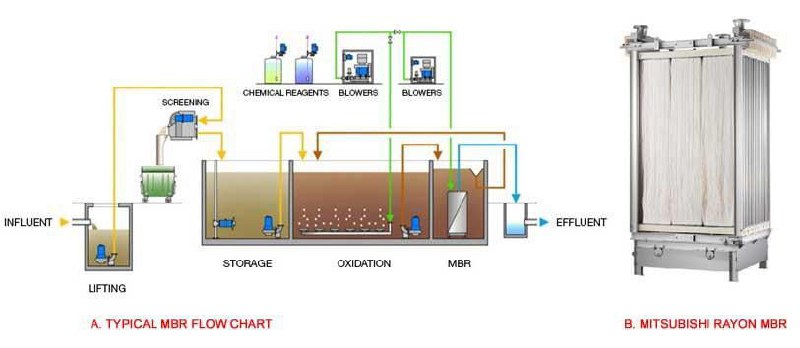 SCREENING
CHEMICAL REAGENTS
BLOWERS
BLOWERS
INFLUENT
EFFLUENT
LIFTING
STORAGE
OXIDATION
MBR
A. TYPICAL MBR FLOW CHART
B. MITSUBISHI RAYON MBR